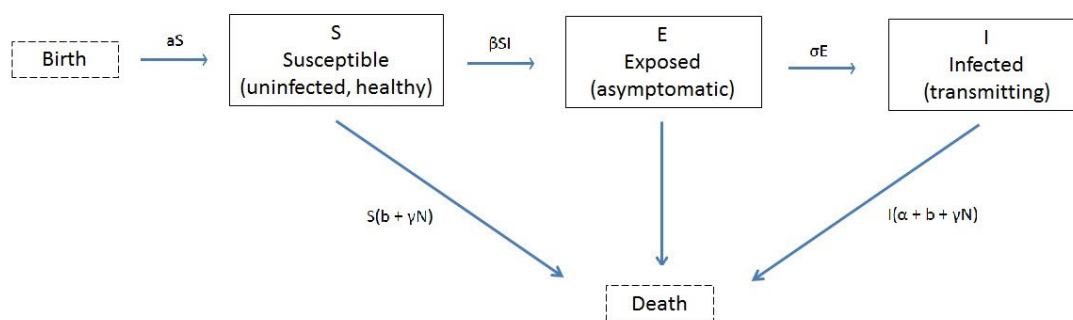 Birth
aS
S
Susceptible
(uninfected, healthy)
βSI
E
Exposed
(asymptomatic)
σE
I
Infected
(transmitting)
S(b + γN)
I(α + b + γN)
Death